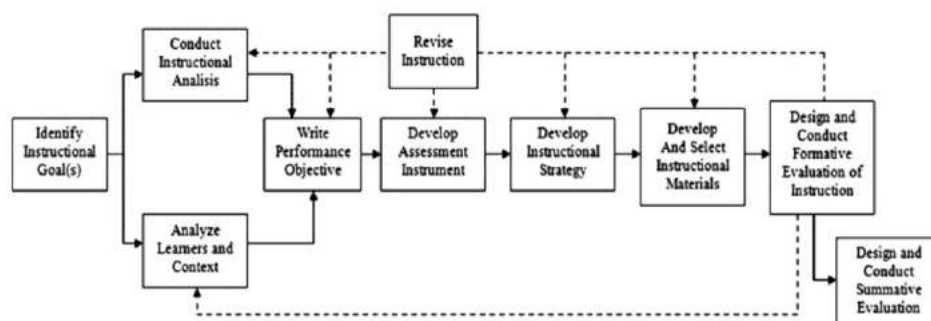 Conduct
Instructional
Analisis
Revise
Instruction
Identify
Instructional
Goal(s)
Write
Performance
Objective
Develop
Assessment
Instrument
Develop
Instructional
Strategy
Develop
And Select
Instructional
Materials
Design and
Conduct
Formative
Evaluation of
Instruction
Analyze
Learners and
Context
Design and
Conduct
Summative
Evaluation